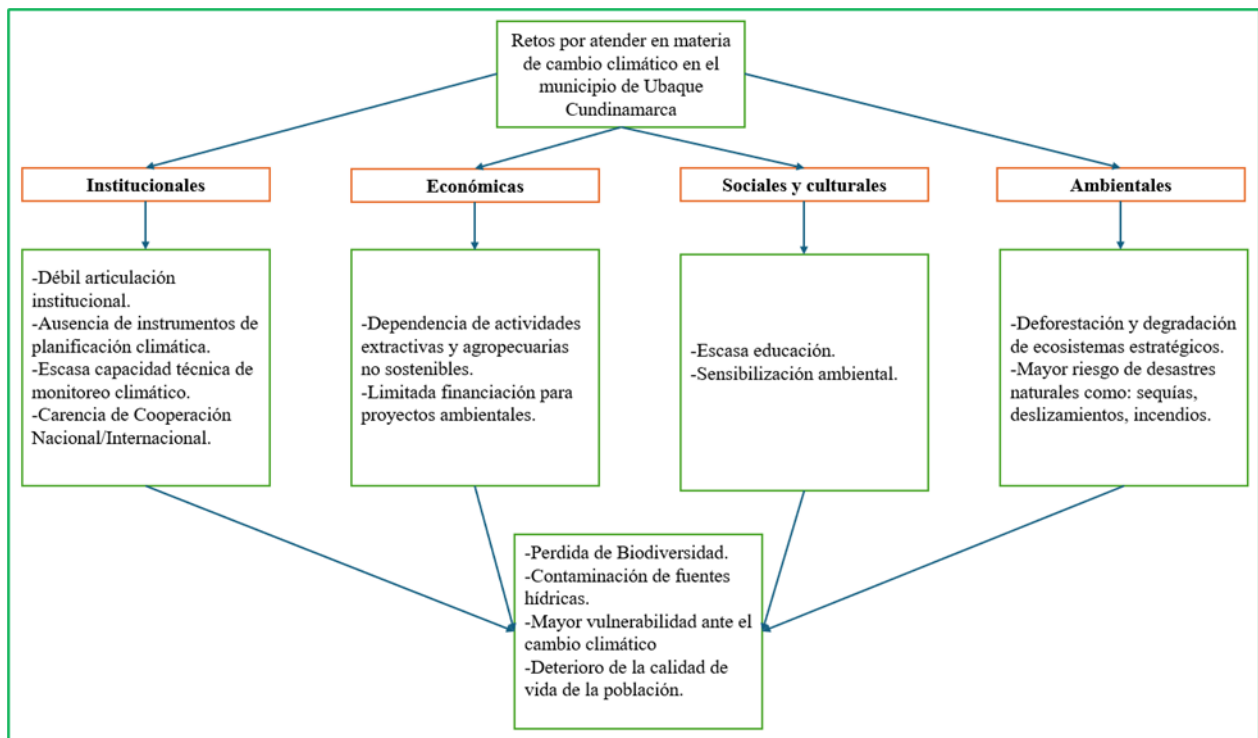 Retos por atender en materia
de cambio climático en el
municipio de Ubaque
Cundinamarca
Institucionales
Económicas
Sociales y culturales
Ambientales
-Débil articulación
institucional.
-Ausencia de instrumentos de
planificación climática.
-Escasa capacidad técnica de
monitoreo climático.
-Carencia de Cooperación
Nacional/Internacional.
-Dependencia de actividades
extractivas y agropecuarias
no sostenibles.
-Limitada financiación para
proyectos ambientales.
-Escasa educación.
-Sensibilización ambiental.
-Deforestación y degradación
de ecosistemas estratégicos.
-Mayor riesgo de desastres
naturales como: sequías,
deslizamientos, incendios.
-Perdida de Biodiversidad.
-Contaminación de fuentes
hídricas.
-Mayor vulnerabilidad ante el
cambio climático
-Deterioro de la calidad de
vida de la población.